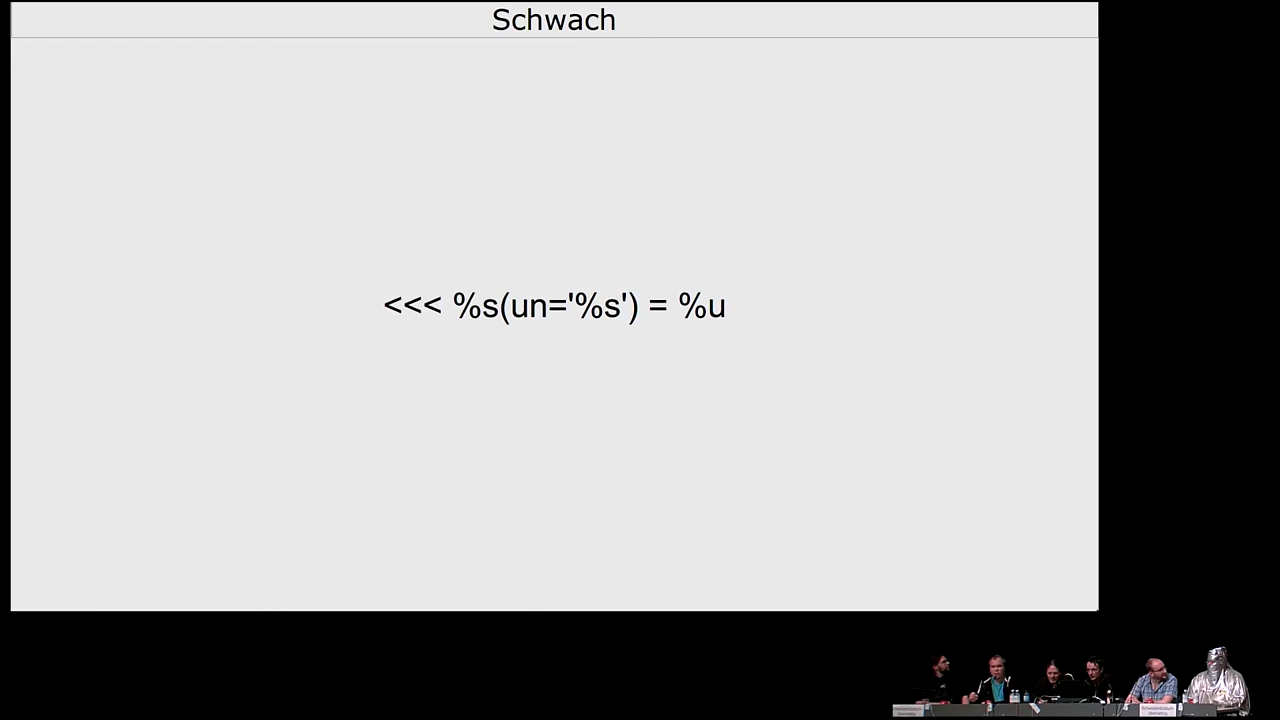 Schwach
<<< %s(un='%s') = %u